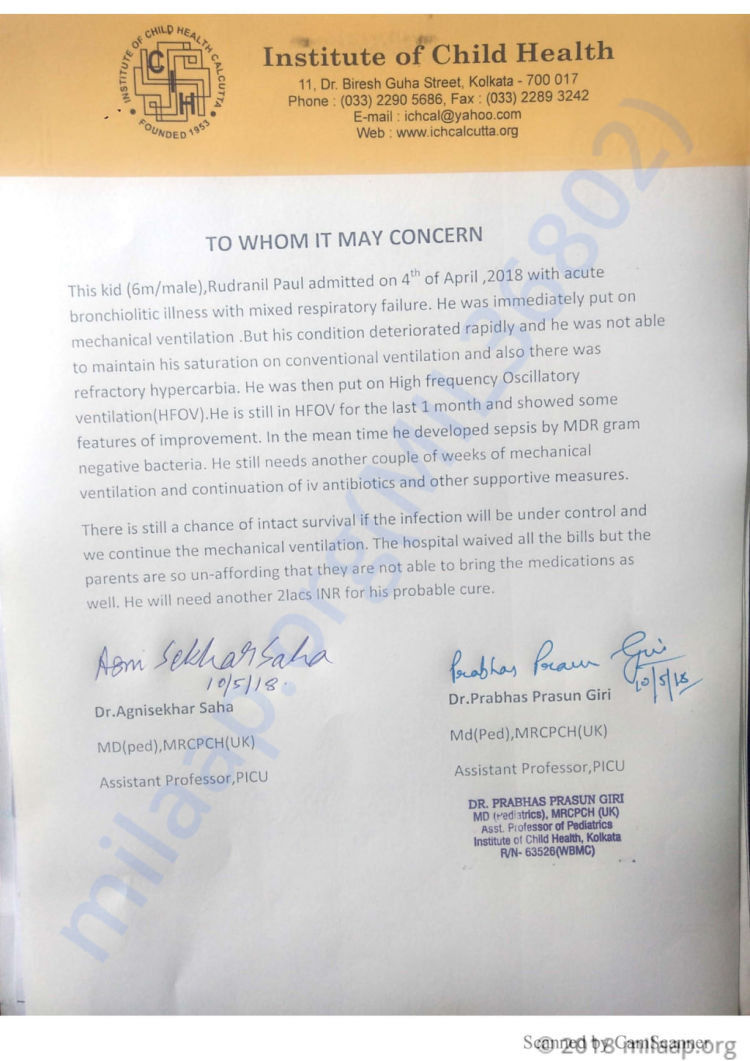 INSTITUTE OF CHILD HEALTH CALCUTTA
CIH
FOUNDED 1953
Institute of Child Health
11, Dr. Biresh Guha Street, Kolkata - 700 017
Phone : (033) 2290 5686, Fax : (033) 2289 3242
E-mail : ichcal@yahoo.com
Web : www.ichcalcutta.org
TO WHOM IT MAY CONCERN
This kid (6m/male),Rudranil Paul admitted on 4th of April ,2018 with acute
bronchiolitic illness with mixed respiratory failure. He was immediately put on
mechanical ventilation .But his condition deteriorated rapidly and he was not able
to maintain his saturation on conventional ventilation and also there was
refractory hypercarbia. He was then put on High frequency Oscillatory
ventilation(HFOV).He is still in HFOV for the last 1 month and showed some
features of improvement. In the mean time he developed sepsis by MDR gram
negative bacteria. He still needs another couple of weeks of mechanical
ventilation and continuation of iv antibiotics and other supportive measures.
There is still a chance of intact survival if the infection will be under control and
we continue the mechanical ventilation. The hospital waived all the bills but the
parents are so un-affording that they are not able to bring the medications as
well. He will need another 2lacs INR for his probable cure.
Agni Sekhar Saha
10/5/18.
Prabhas Prasun Giri
10/5/18
Dr.Agnisekhar Saha
MD(ped),MRCPCH(UK)
Assistant Professor,PICU
Dr.Prabhas Prasun Giri
Md(Ped),MRCPCH(UK)
Assistant Professor,PICU
DR. PRABHAS PRASUN GIRI
MD (Pediatrics), MRCPCH (UK)
Asst. Professor of Pediatrics
Institute of Child Health, Kolkata
R/N- 63526(WBMC)
milaap.org(MIL36802)
Scanned by CamScanner
© 2018 milaap.org